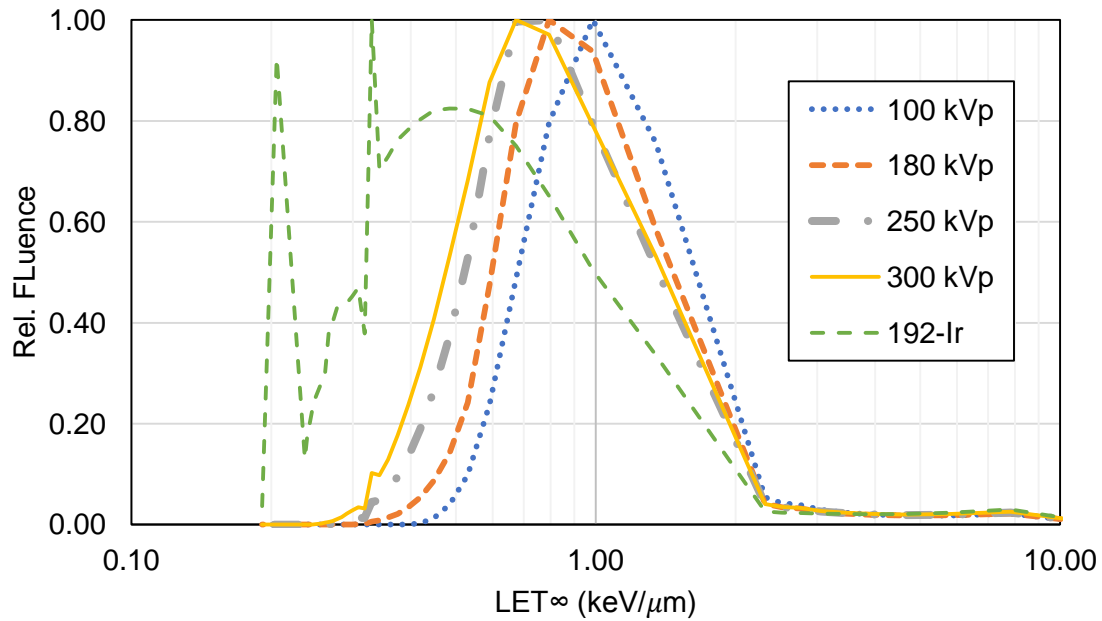 1.00
0.80
0.60
0.40
0.20
0.00
Rel. FLuence
100 kVp
180 kVp
250 kVp
300 kVp
192-Ir
0.10
1.00
10.00
LET∞ (keV/μm)